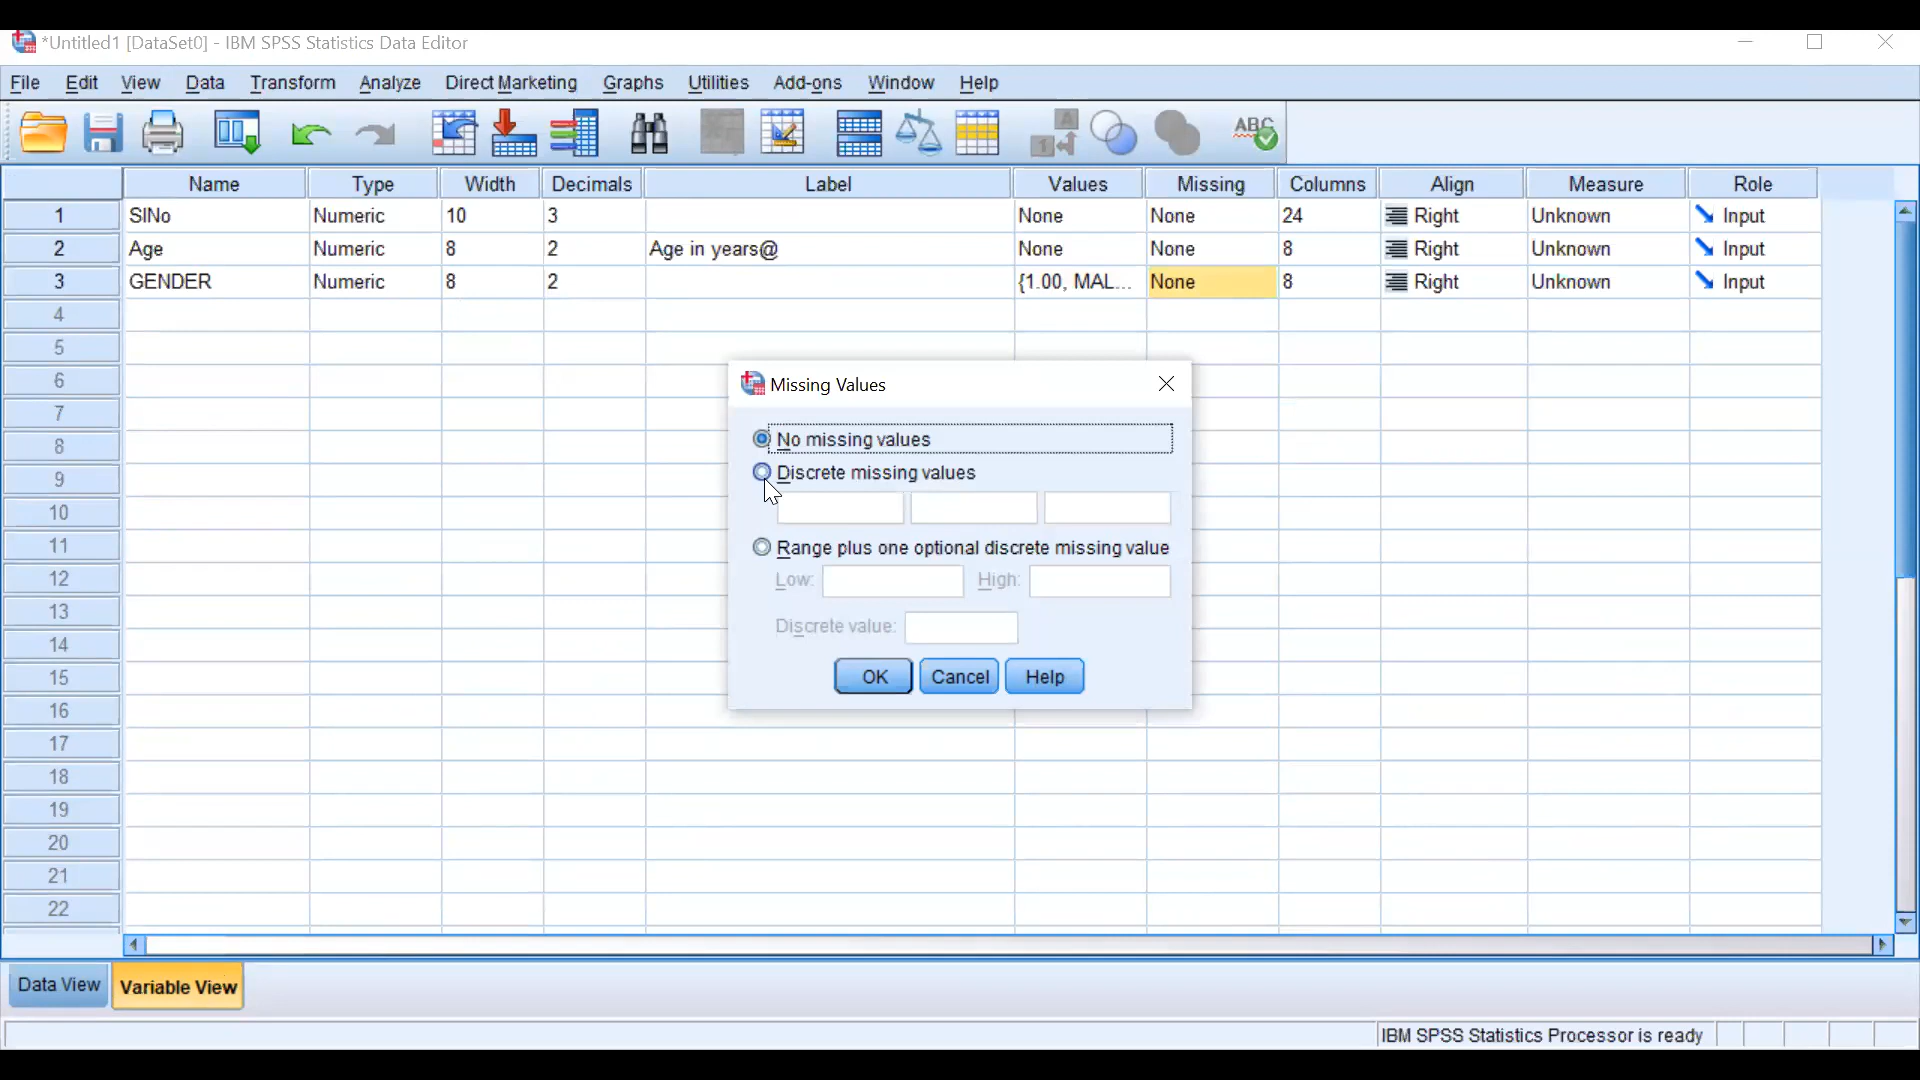 *Untitled1 [DataSet0] - IBM SPSS Statistics Data Editor
File Edit View Data Transform Analyze Direct Marketing Graphs Utilities Add-ons Window Help
A
1
ABC
Name Type Width Decimals Label Values Missing Columns Align Measure Role
1 SlNo Numeric 10 3 None None 24 Right Unknown Input
2 Age Numeric 8 2 Age in years@ None None 8 Right Unknown Input
3 GENDER Numeric 8 2 {1.00, MAL... None 8 Right Unknown Input
4
5
6
7
8
9
10
11
12
13
14
15
16
17
18
19
20
21
22
Missing Values
No missing values
Discrete missing values
Range plus one optional discrete missing value
Low: High:
Discrete value:
OK Cancel Help
Data View Variable View
IBM SPSS Statistics Processor is ready